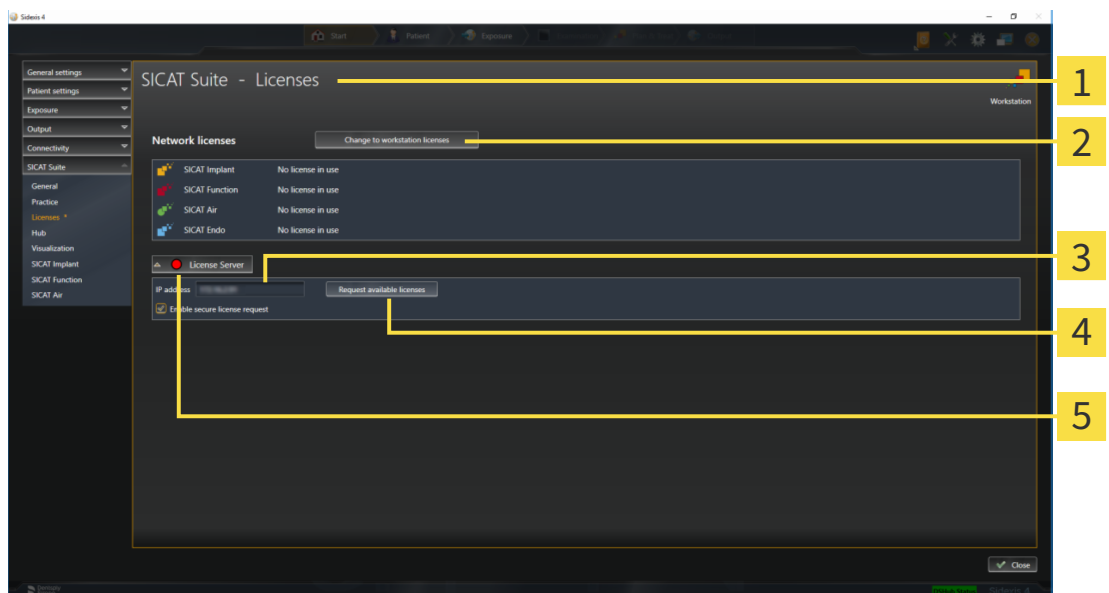 Sidexis 4
Start
Patient
Exposure
General settings
Patient settings
Exposure
Output
Connectivity
SICAT Suite
General
Practice
Licenses *
Hub
Visualization
SICAT Implant
SICAT Function
SICAT Air
SICAT Suite - Licenses
Workstation
Network licenses
Change to workstation licenses
SICAT Implant No license in use
SICAT Function No license in use
SICAT Air No license in use
SICAT Endo No license in use
License Server
IP address
Request available licenses
Enable secure license request
Close
Sidexis 4
1
2
3
4
5